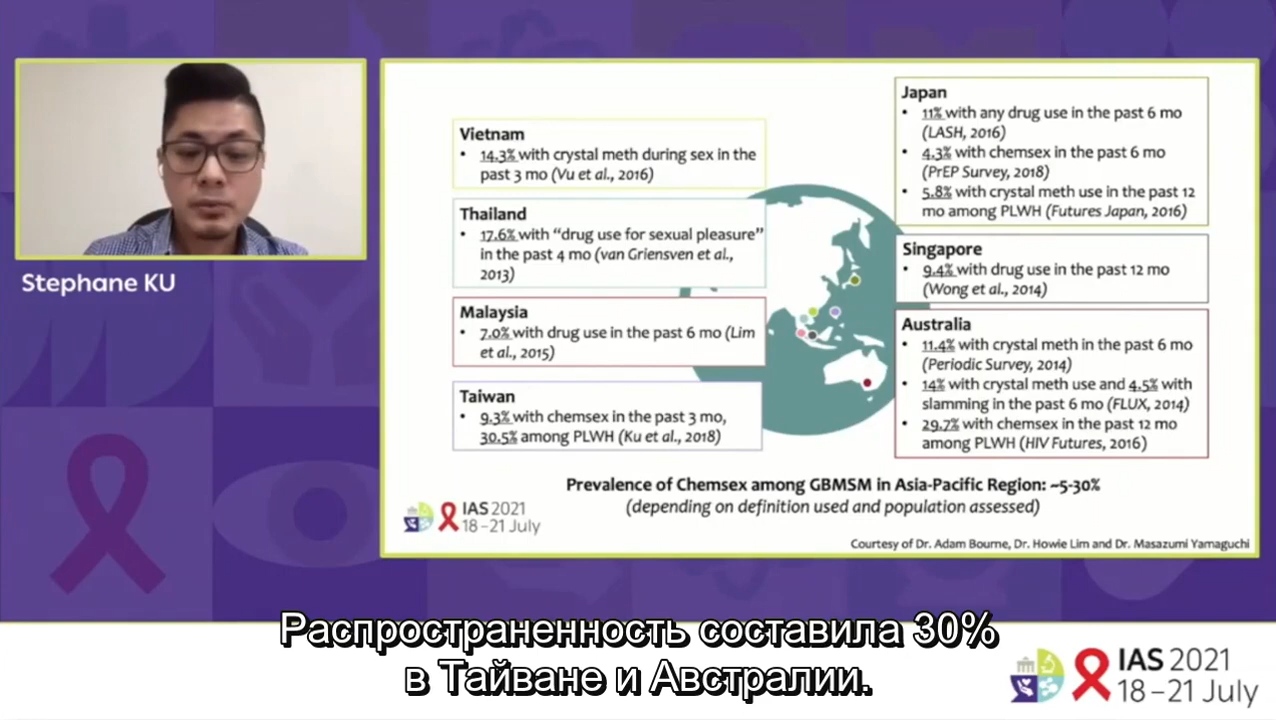 Stephane KU
Vietnam
• 14.3% with crystal meth during sex in the
past 3 mo (Vu et al., 2016)
Thailand
• 17.6% with “drug use for sexual pleasure”
in the past 4 mo (van Griensven et al.,
2013)
Malaysia
• 7.0% with drug use in the past 6 mo (Lim
et al., 2015)
Taiwan
• 9.3% with chemsex in the past 3 mo,
30.5% among PLWH (Ku et al., 2018)
Japan
• 11% with any drug use in the past 6 mo
(LASH, 2016)
• 4.3% with chemsex in the past 6 mo
(PrEP Survey, 2018)
• 5.8% with crystal meth use in the past 12
mo among PLWH (Futures Japan, 2016)
Singapore
• 9.4% with drug use in the past 12 mo
(Wong et al., 2014)
Australia
• 11.4% with crystal meth in the past 6 mo
(Periodic Survey, 2014)
• 14% with crystal meth use and 4.5% with
slamming in the past 6 mo (FLUX, 2014)
• 29.7% with chemsex in the past 12 mo
among PLWH (HIV Futures, 2016)
Prevalence of Chemsex among GBMSM in Asia-Pacific Region: ~5-30%
(depending on definition used and population assessed)
IAS 2021
18–21 July
Courtesy of Dr. Adam Bourne, Dr. Howie Lim and Dr. Masazumi Yamaguchi
Распространенность составила 30%
в Тайване и Австралии.
IAS 2021
18–21 July